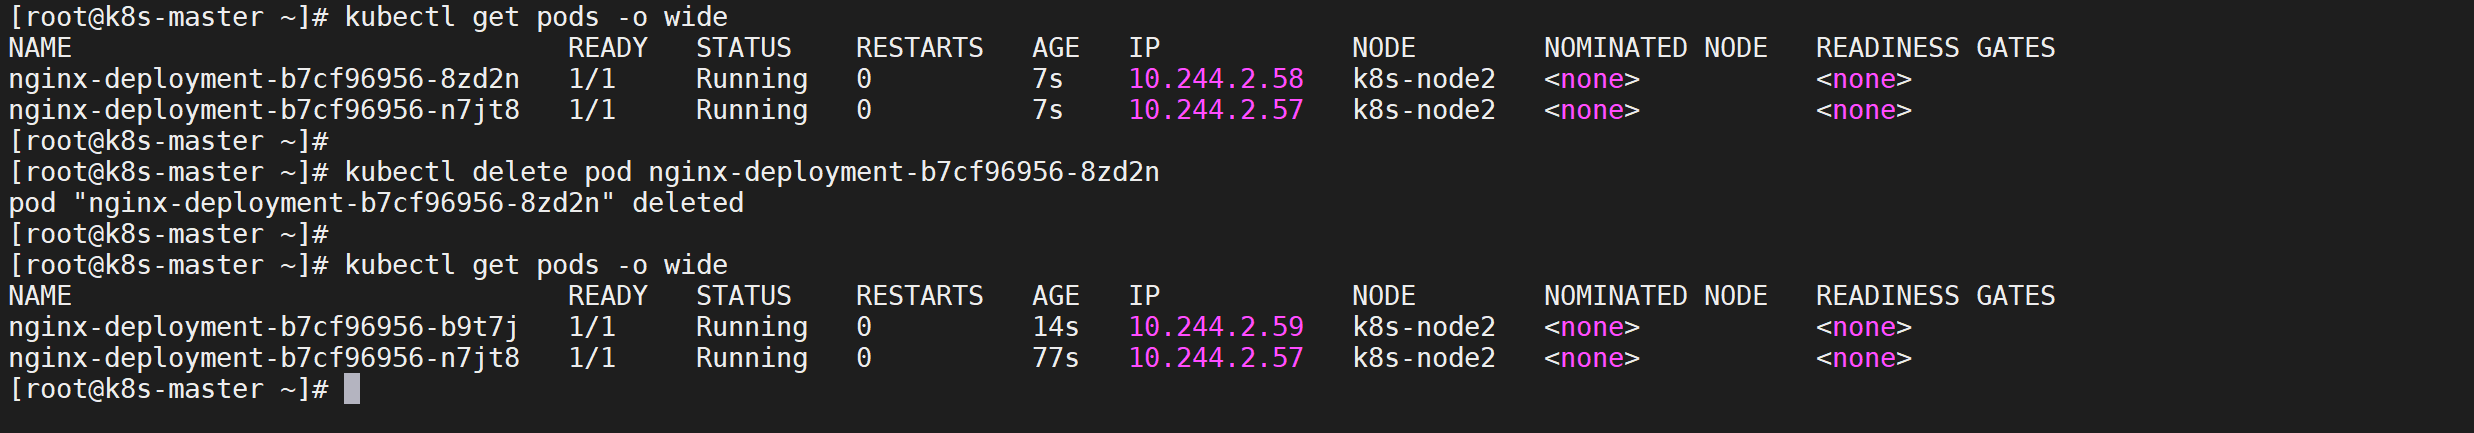 [root@k8s-master ~]# kubectl get pods -o wide
NAME                               READY   STATUS    RESTARTS   AGE   IP            NODE        NOMINATED NODE   READINESS GATES
nginx-deployment-b7cf96956-8zd2n   1/1     Running   0          7s    10.244.2.58   k8s-node2   <none>           <none>
nginx-deployment-b7cf96956-n7jt8   1/1     Running   0          7s    10.244.2.57   k8s-node2   <none>           <none>
[root@k8s-master ~]#
[root@k8s-master ~]# kubectl delete pod nginx-deployment-b7cf96956-8zd2n
pod "nginx-deployment-b7cf96956-8zd2n" deleted
[root@k8s-master ~]#
[root@k8s-master ~]# kubectl get pods -o wide
NAME                               READY   STATUS    RESTARTS   AGE   IP            NODE        NOMINATED NODE   READINESS GATES
nginx-deployment-b7cf96956-b9t7j   1/1     Running   0          14s   10.244.2.59   k8s-node2   <none>           <none>
nginx-deployment-b7cf96956-n7jt8   1/1     Running   0          77s   10.244.2.57   k8s-node2   <none>           <none>
[root@k8s-master ~]#